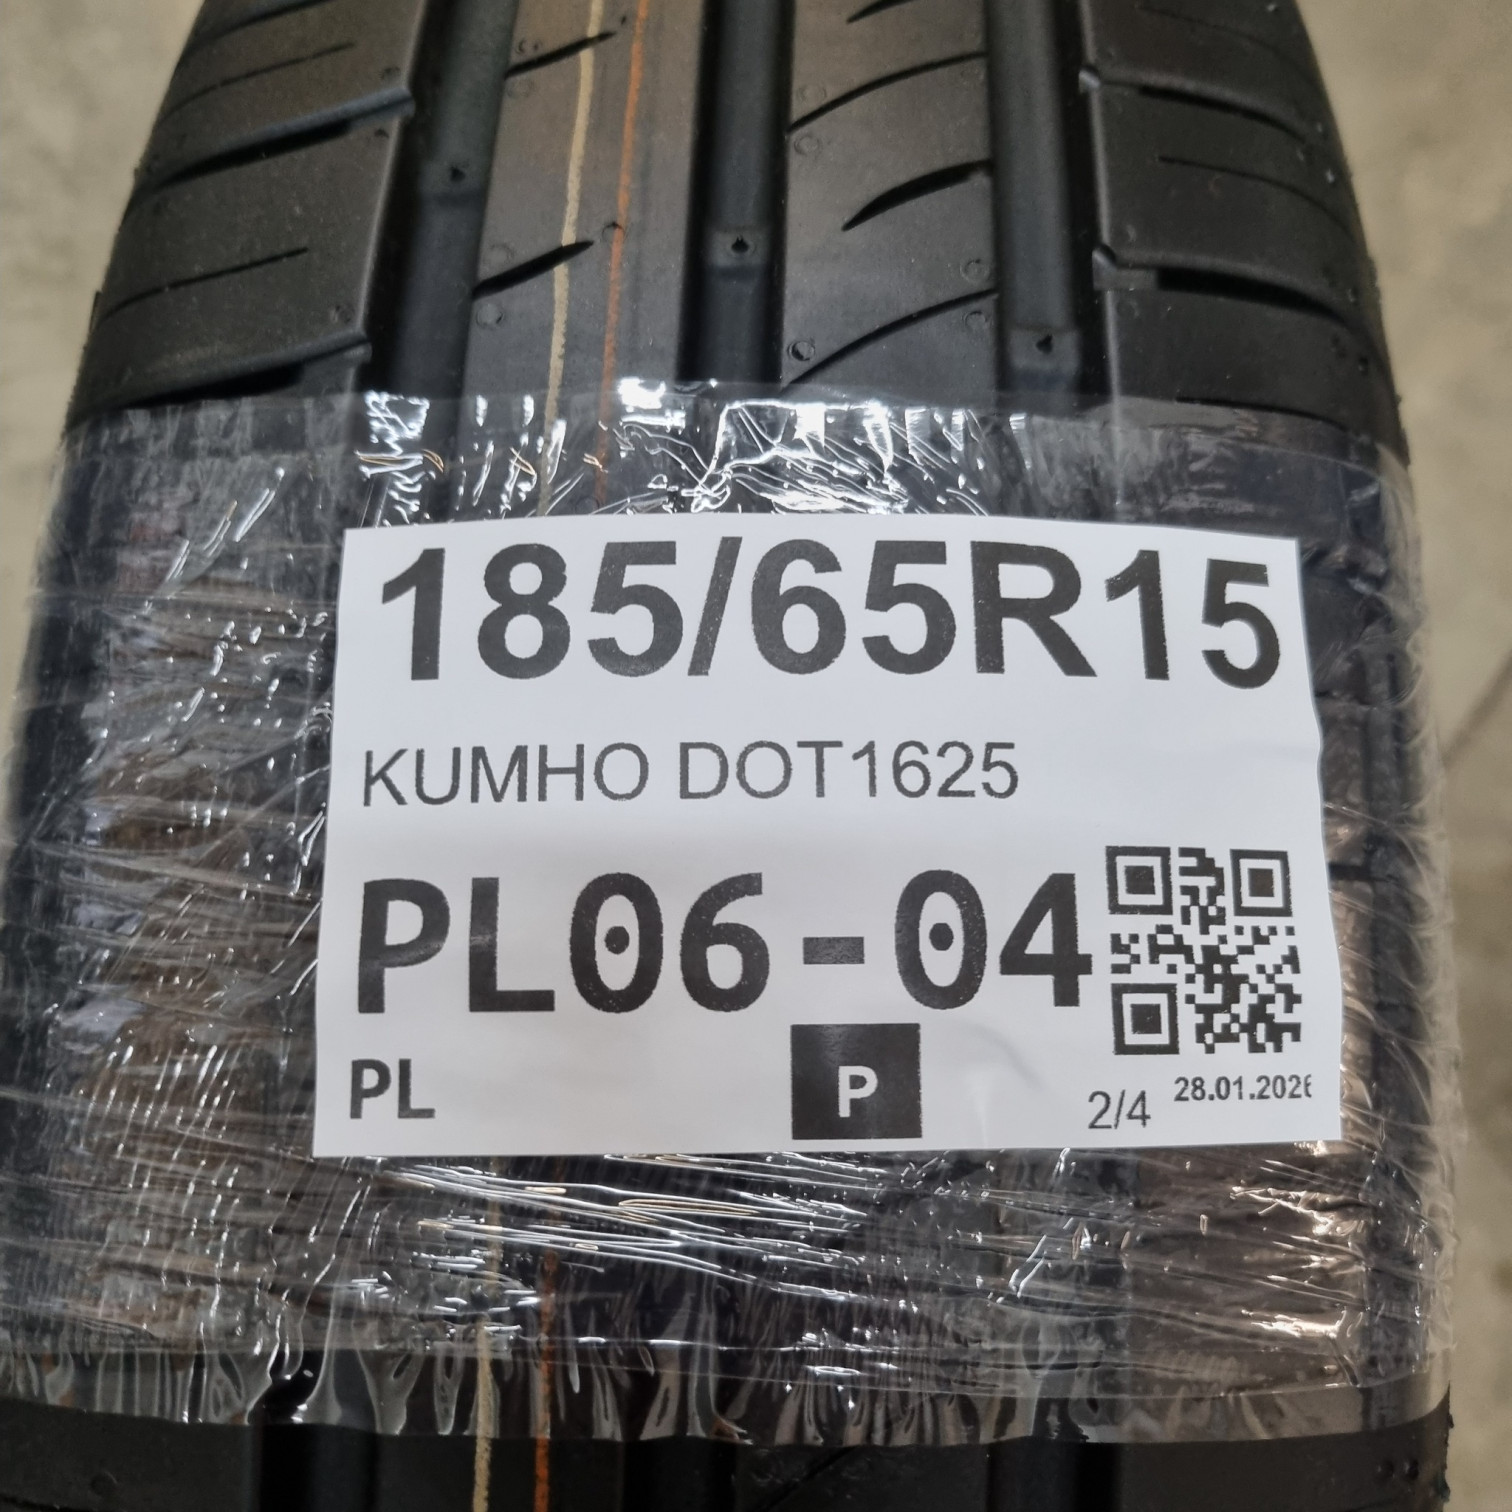 185/65R15
KUMHO DOT1625
PL06-04
PL
P
2/4 28.01.2026